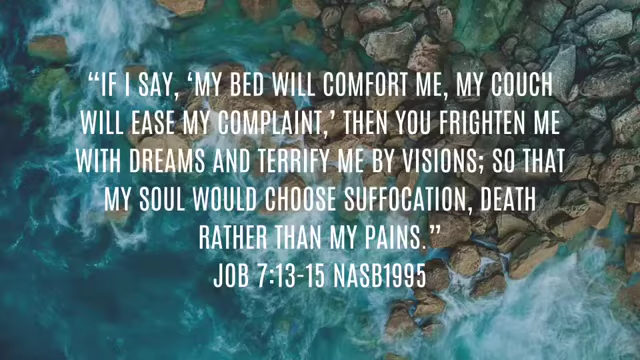 “IF I SAY, ‘MY BED WILL COMFORT ME, MY COUCH
WILL EASE MY COMPLAINT,’ THEN YOU FRIGHTEN ME
WITH DREAMS AND TERRIFY ME BY VISIONS; SO THAT
MY SOUL WOULD CHOOSE SUFFOCATION, DEATH
RATHER THAN MY PAINS.”
JOB 7:13-15 NASB1995